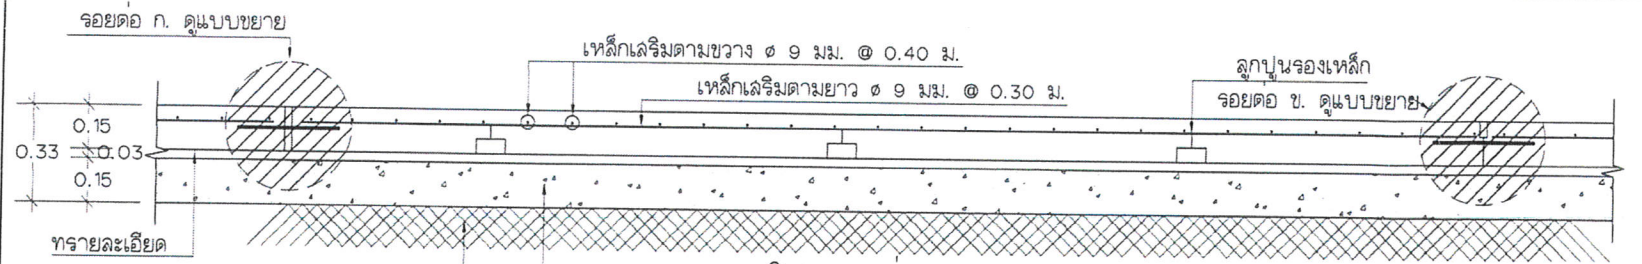 รอยต่อ ก. ดูแบบขยาย
เหล็กเสริมตามขวาง ø 9 มม. @ 0.40 ม.
ลูกปูนรองเหล็ก
เหล็กเสริมตามยาว ø 9 มม. @ 0.30 ม.
รอยต่อ ข. ดูแบบขยาย
0.15
0.33
0.03
0.15
ทรายละเอียด